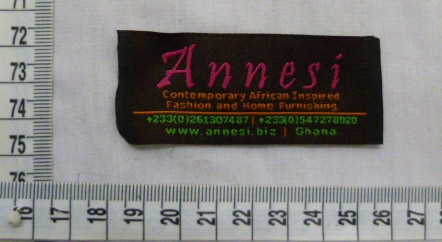 Annesi
Contemporary African Inspired
Fashion and Home Furnishing
+233(0)261307487 | +233(0)547278920
www.annesi.biz | Ghana
71
72
73
74
75
76
16 17 18 19 20 21 22 23 24 25 26 27